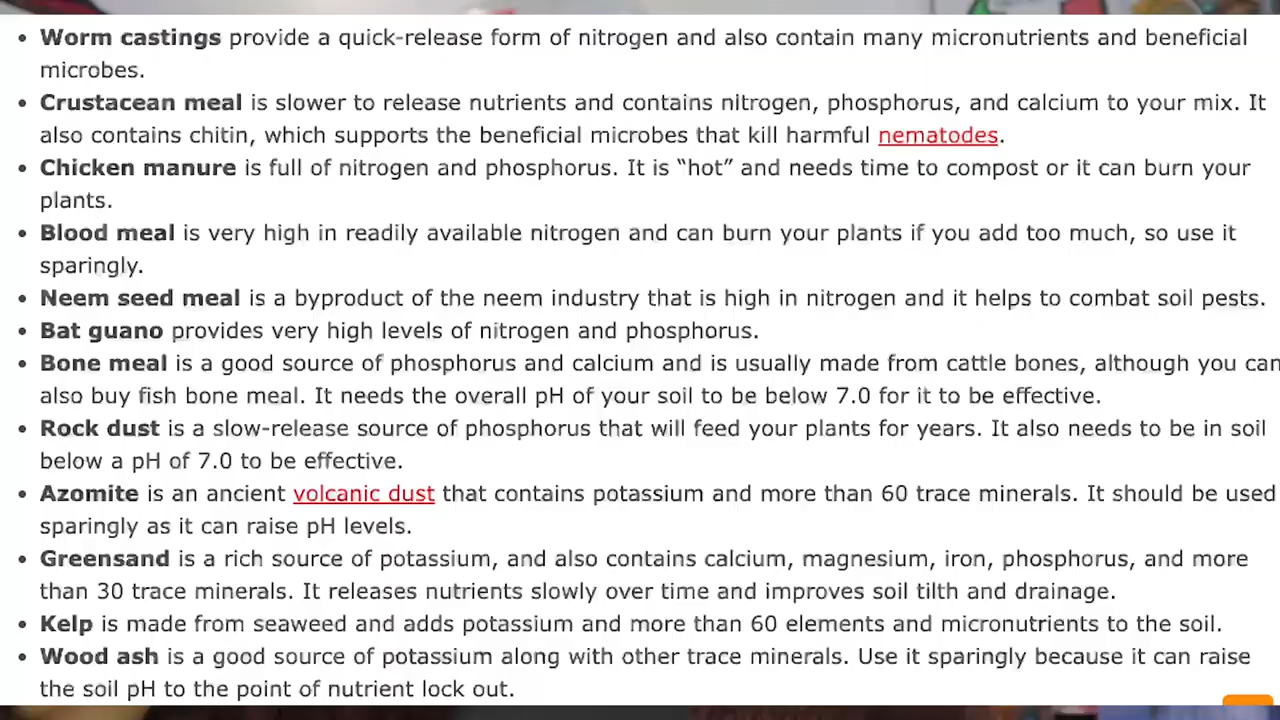 • Worm castings provide a quick-release form of nitrogen and also contain many micronutrients and beneficial
microbes.
• Crustacean meal is slower to release nutrients and contains nitrogen, phosphorus, and calcium to your mix. It
also contains chitin, which supports the beneficial microbes that kill harmful nematodes.
• Chicken manure is full of nitrogen and phosphorus. It is “hot” and needs time to compost or it can burn your
plants.
• Blood meal is very high in readily available nitrogen and can burn your plants if you add too much, so use it
sparingly.
• Neem seed meal is a byproduct of the neem industry that is high in nitrogen and it helps to combat soil pests.
• Bat guano provides very high levels of nitrogen and phosphorus.
• Bone meal is a good source of phosphorus and calcium and is usually made from cattle bones, although you can
also buy fish bone meal. It needs the overall pH of your soil to be below 7.0 for it to be effective.
• Rock dust is a slow-release source of phosphorus that will feed your plants for years. It also needs to be in soil
below a pH of 7.0 to be effective.
• Azomite is an ancient volcanic dust that contains potassium and more than 60 trace minerals. It should be used
sparingly as it can raise pH levels.
• Greensand is a rich source of potassium, and also contains calcium, magnesium, iron, phosphorus, and more
than 30 trace minerals. It releases nutrients slowly over time and improves soil tilth and drainage.
• Kelp is made from seaweed and adds potassium and more than 60 elements and micronutrients to the soil.
• Wood ash is a good source of potassium along with other trace minerals. Use it sparingly because it can raise
the soil pH to the point of nutrient lock out.